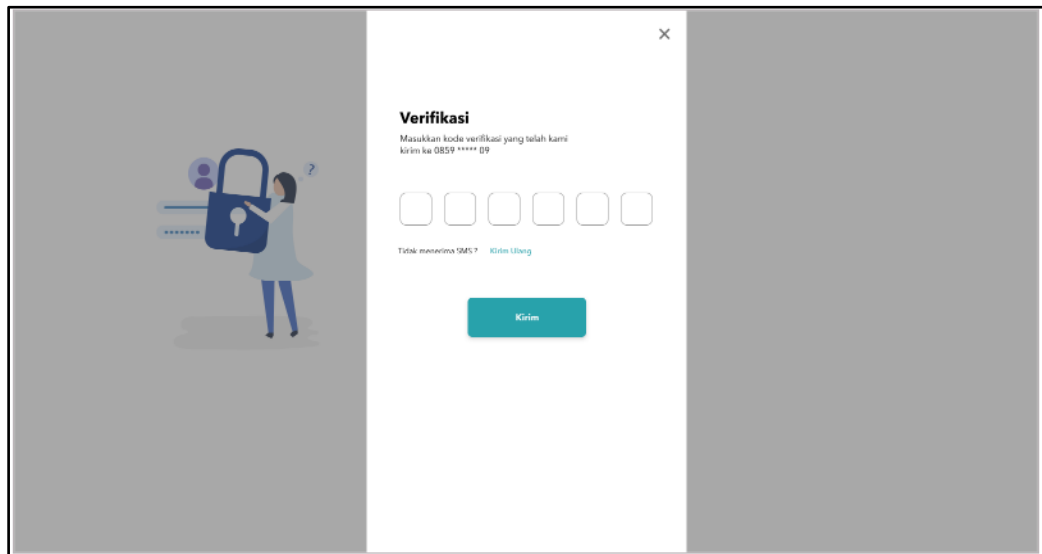 Verifikasi
Masukkan kode verifikasi yang telah kami
kirim ke 0859 ***** 09
?
Tidak menerima SMS ? Kirim Ulang
Kirim